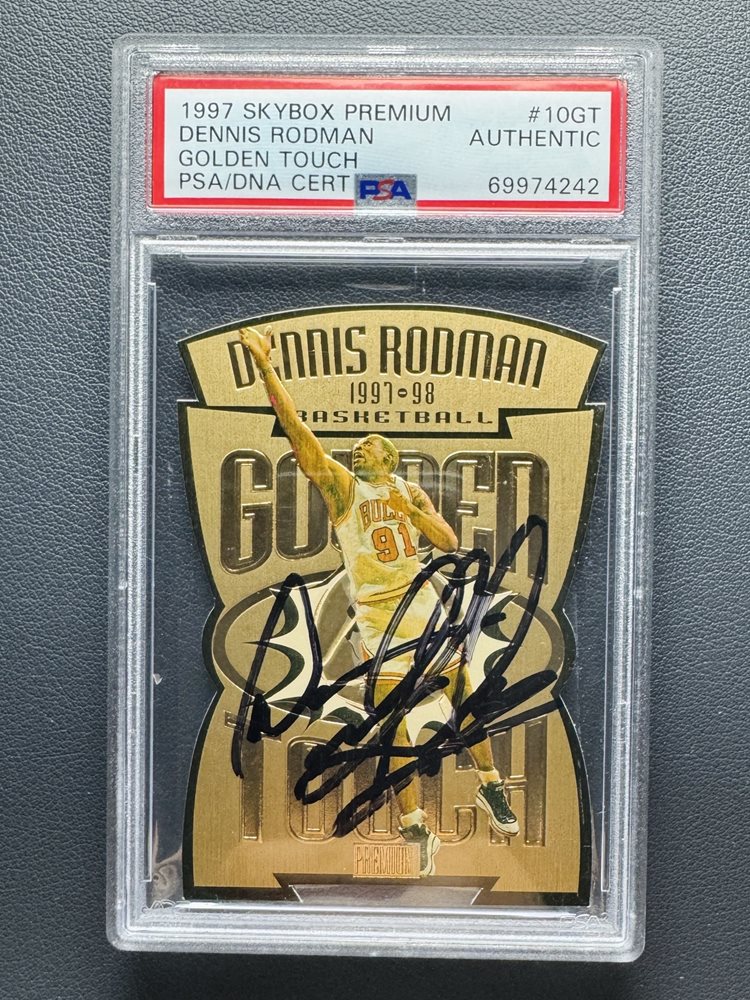 1997 SKYBOX PREMIUM #10GT
DENNIS RODMAN AUTHENTIC
GOLDEN TOUCH
PSA/DNA CERT PSA 69974242
DENNIS RODMAN
1997-98
BASKETBALL
GOLDEN
BULLS
91
TOUCH
PREMIUM